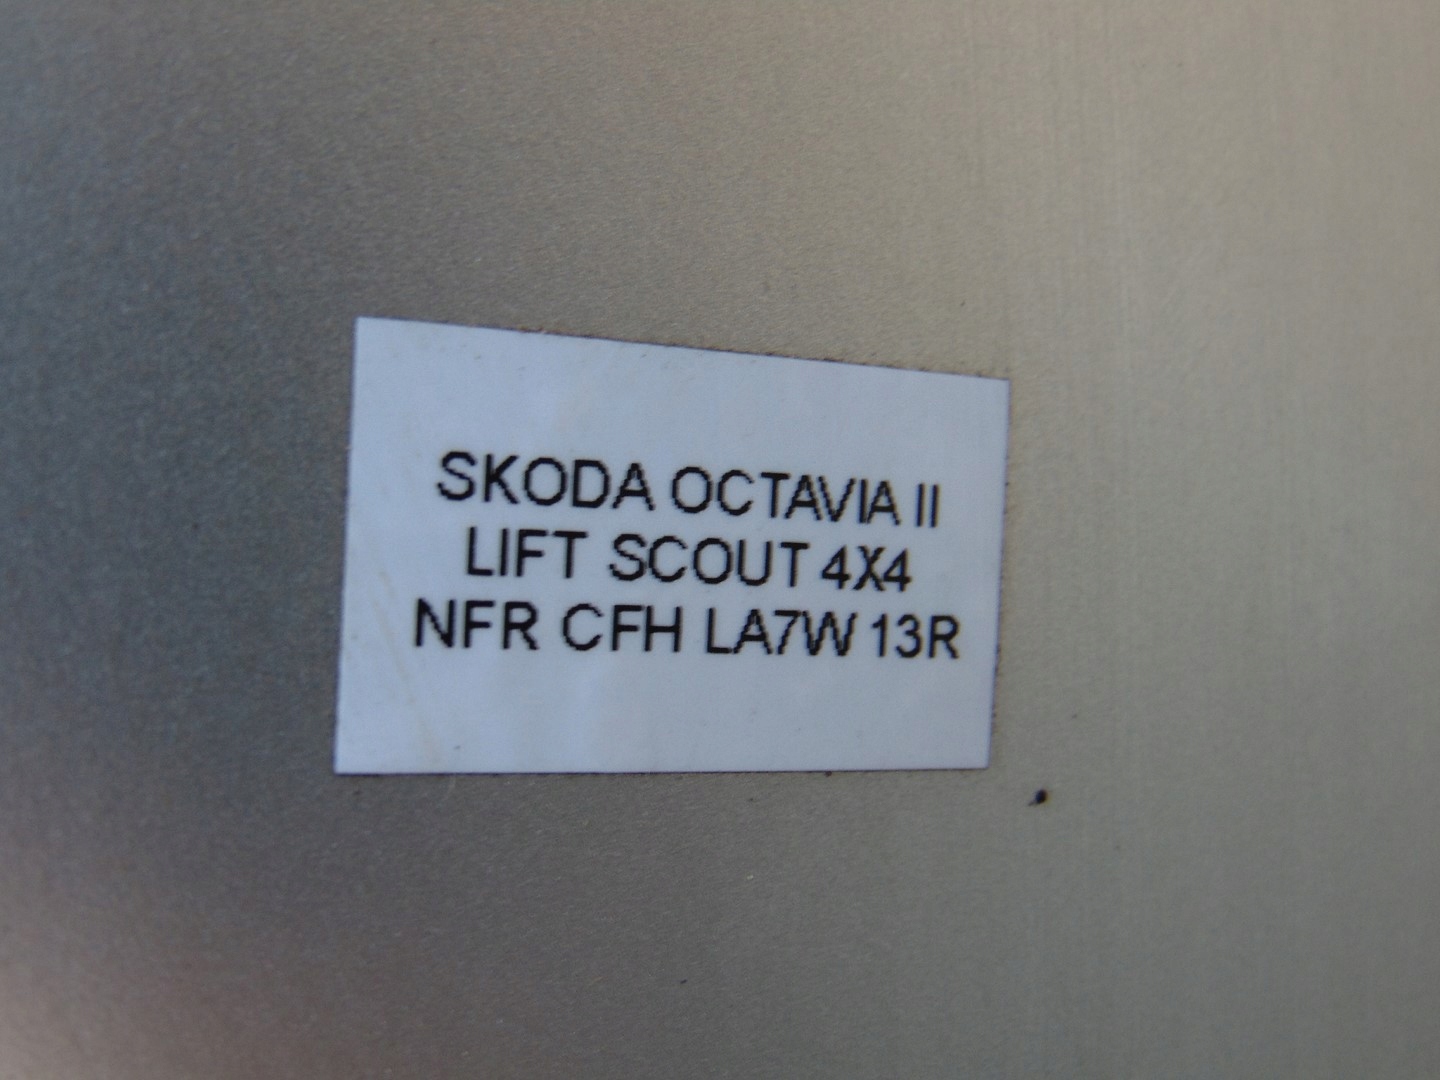 SKODA OCTAVIA II
LIFT SCOUT 4X4
NFR CFH LA7W 13R